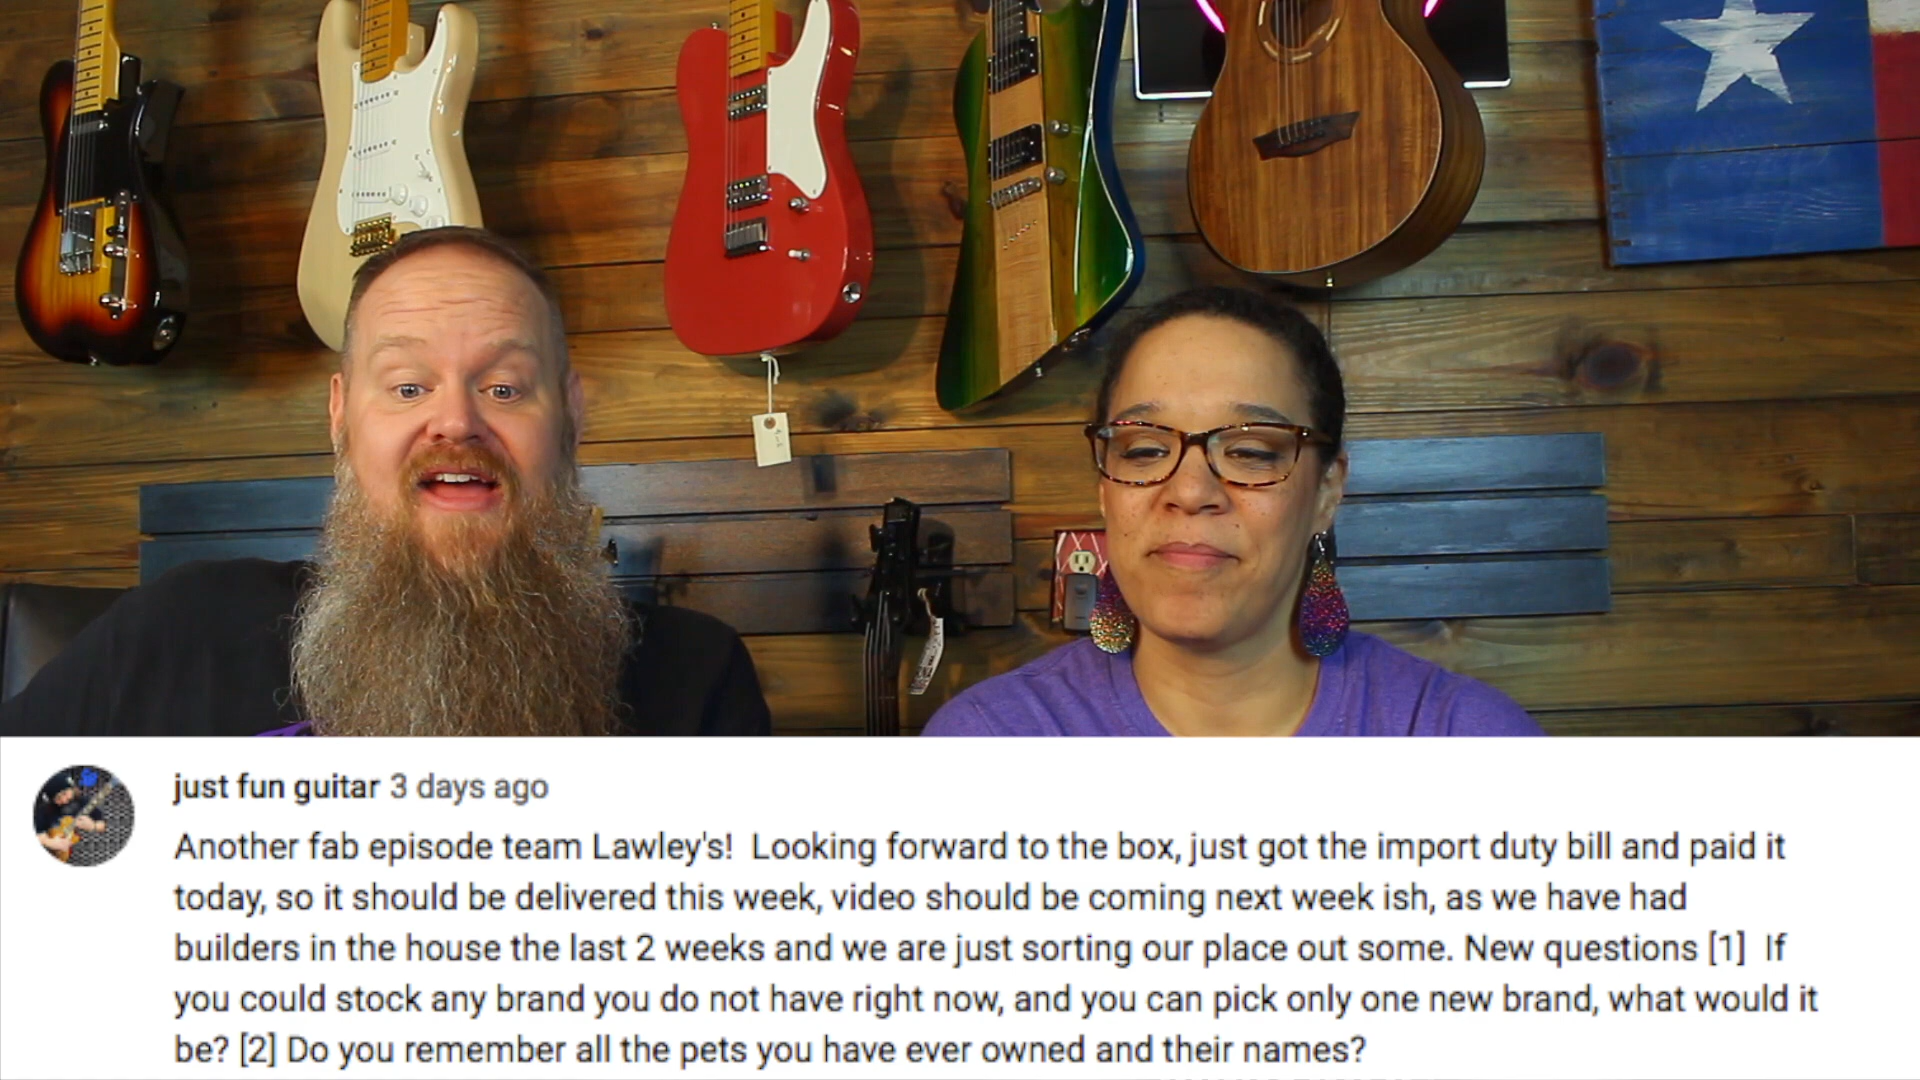 just fun guitar 3 days ago
Another fab episode team Lawley's! Looking forward to the box, just got the import duty bill and paid it
today, so it should be delivered this week, video should be coming next week ish, as we have had
builders in the house the last 2 weeks and we are just sorting our place out some. New questions [1] If
you could stock any brand you do not have right now, and you can pick only one new brand, what would it
be? [2] Do you remember all the pets you have ever owned and their names?